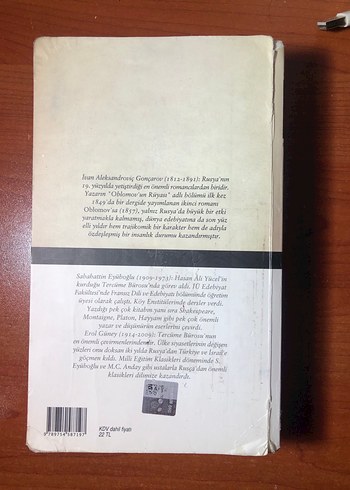 İvan Aleksandroviç Gonçarov (1812-1891): Rusya'nın
19. yüzyılda yetiştirdiği en önemli romancılardan biridir.
Yazarın "Oblomov'un Rüyası" adlı bölümü ilk kez
1849'da bir dergide yayımlanan ikinci romanı
Oblomov'sa (1857), yalnız Rusya'da büyük bir etki
yaratmakla kalmamış, dünya edebiyatına da son yüz
elli yıldır hem trajikomik bir karakter hem de adıyla
özdeşleşmiş bir insanlık durumu kazandırmıştır.
Sabahattin Eyüboğlu (1909-1973): Hasan Âli Yücel'in
kurduğu Tercüme Bürosu'nda görev aldı. İÜ Edebiyat
Fakültesi'nde Fransız Dili ve Edebiyatı bölümünde öğretim
üyesi olarak çalıştı. Köy Enstitülerinde dersler verdi.
Yazdığı pek çok kitabın yanı sıra Shakespeare,
Montaigne, Platon, Hayyam gibi pek çok önemli
yazar ve düşünürün eserlerini çevirdi.
Erol Güney (1914-2009): Tercüme Bürosu'nun
en önemli çevirmenlerindendir. Ülke siyasetlerinin değişen
yüzleri onu doksan iki yılda Rusya'dan Türkiye ve İsrail'e
göçmen kıldı. Milli Eğitim Klasikleri döneminde S.
Eyüboğlu ve M.C. Anday gibi ustalarla Rusça'dan önemli
klasikleri dilimize kazandırdı.
KDV dahil fiyatı
22 TL
9789754587197